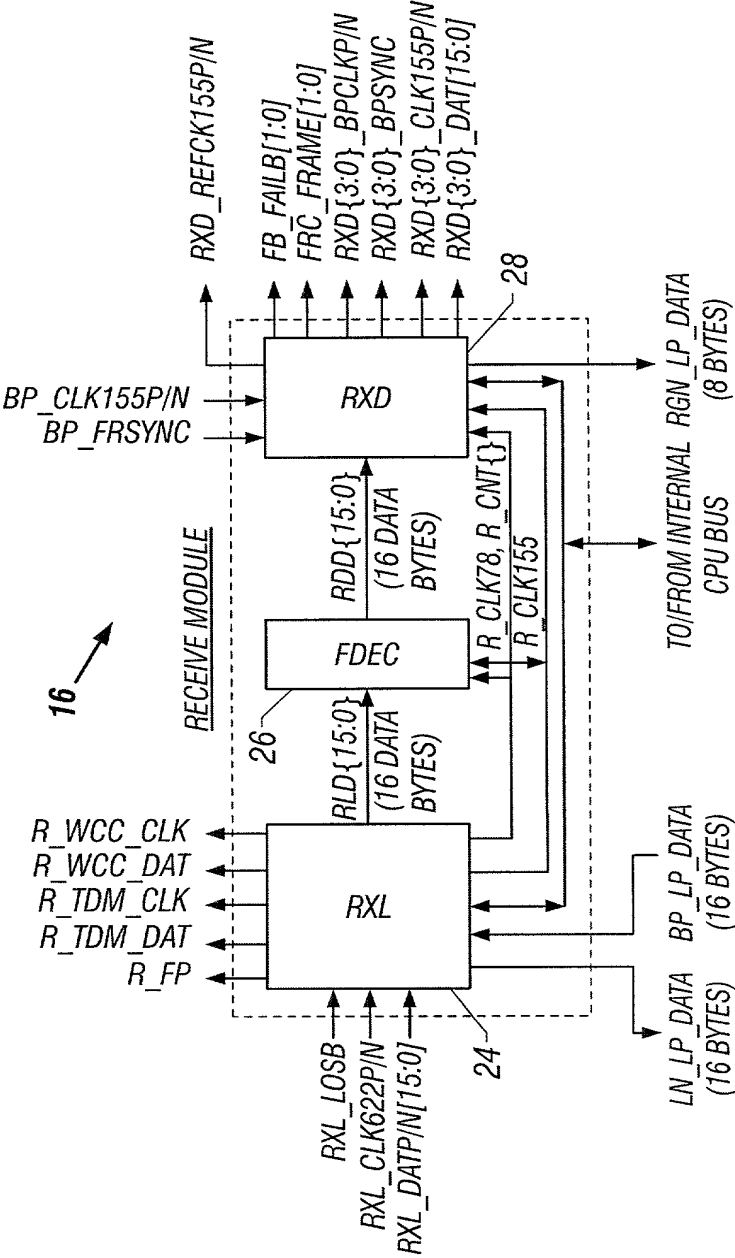 16
RECEIVE MODULE
R_WCC_CLK
R_WCC_DAT
R_TDM_CLK
R_TDM_DAT
R_FP
BP_CLK155P/N
BP_FRSYNC
RXD_REFCK155P/N
FB_FAILB[1:0]
FRC_FRAME[1:0]
RXD{3:0}_BPCLKP/N
RXD{3:0}_BPSYNC
RXD{3:0}_CLK155P/N
RXD{3:0}_DAT[15:0]
RXL_LOSB
RXL_CLK622P/N
RXL_DATP/N[15:0]
RXL
24
RLD{15:0}
(16 DATA
BYTES)
FDEC
26
RDD{15:0}
(16 DATA
BYTES)
RXD
28
R_CLK78, R_CNT{}
R_CLK155
LN_LP_DATA
(16 BYTES)
BP_LP_DATA
(16 BYTES)
TO/FROM INTERNAL
CPU BUS
RGN_LP_DATA
(8 BYTES)